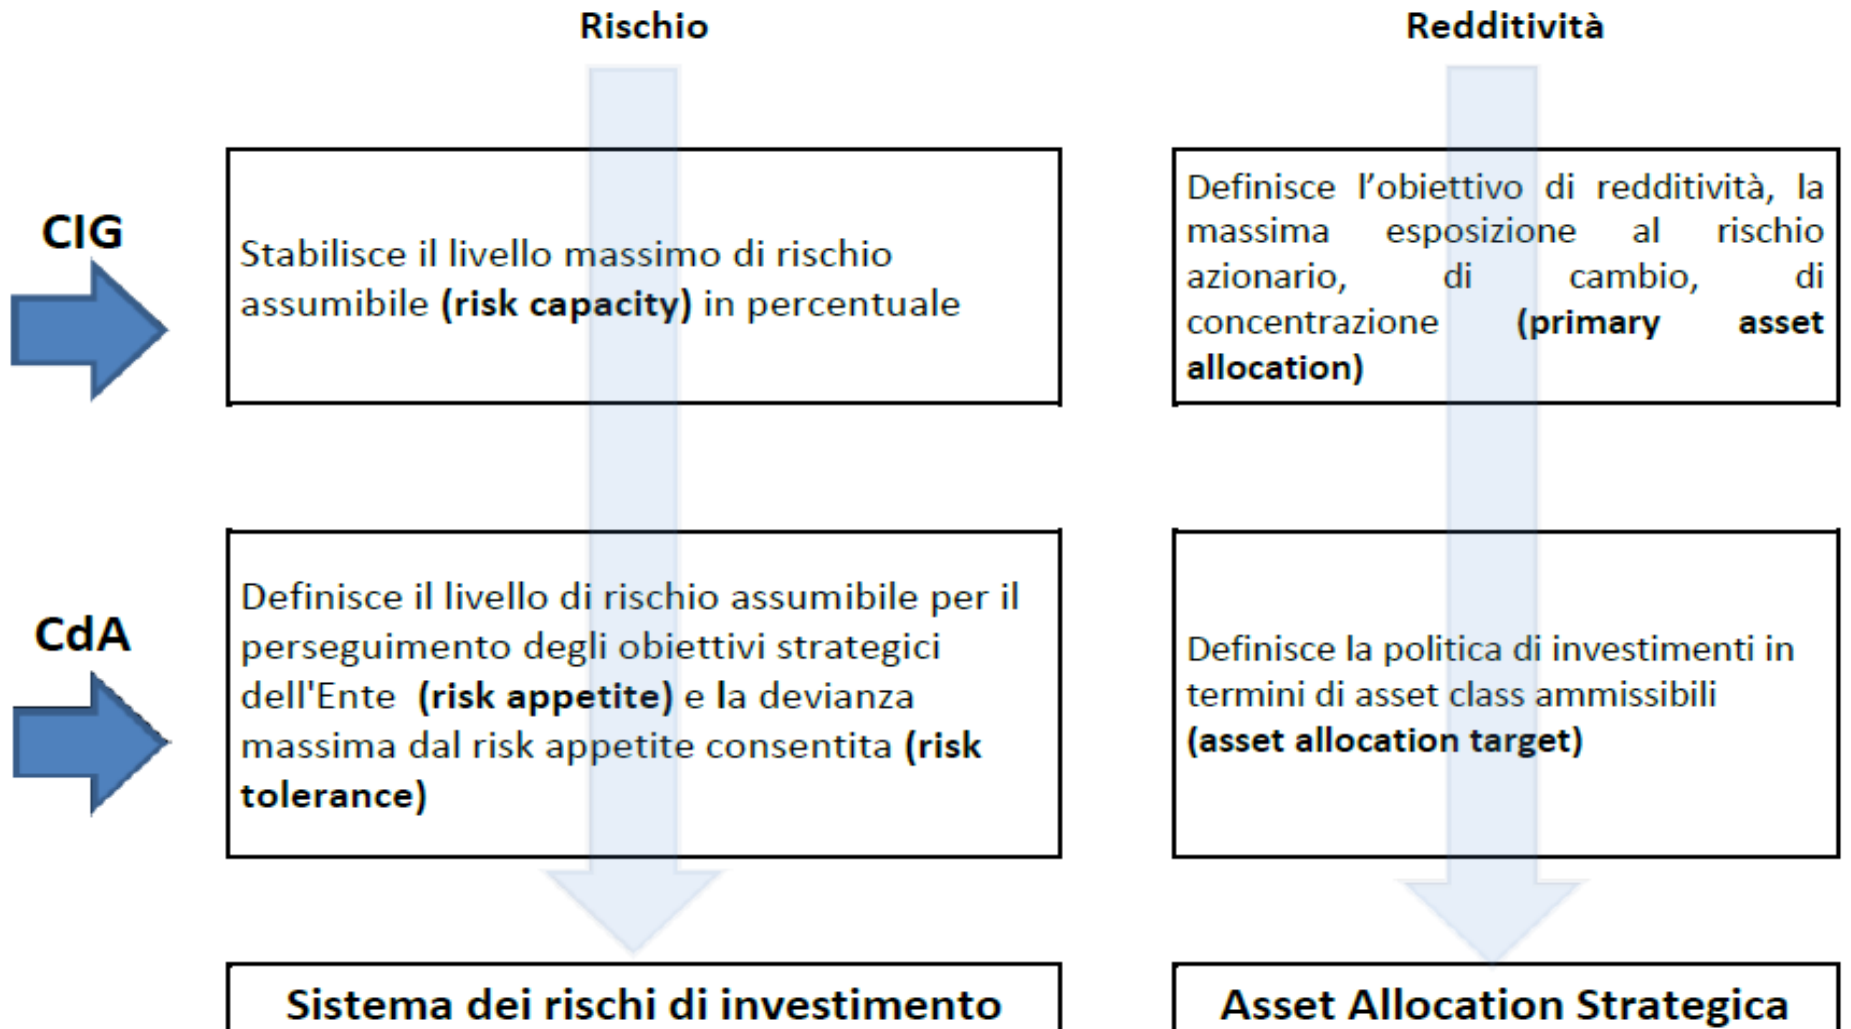 Rischio
Redditività
CIG
Stabilisce il livello massimo di rischio
assumibile (risk capacity) in percentuale
Definisce l'obiettivo di redditività, la
massima esposizione al rischio
azionario, di cambio, di
concentrazione (primary asset
allocation)
CdA
Definisce il livello di rischio assumibile per il
perseguimento degli obiettivi strategici
dell'Ente (risk appetite) e la devianza
massima dal risk appetite consentita (risk
tolerance)
Definisce la politica di investimenti in
termini di asset class ammissibili
(asset allocation target)
Sistema dei rischi di investimento
Asset Allocation Strategica